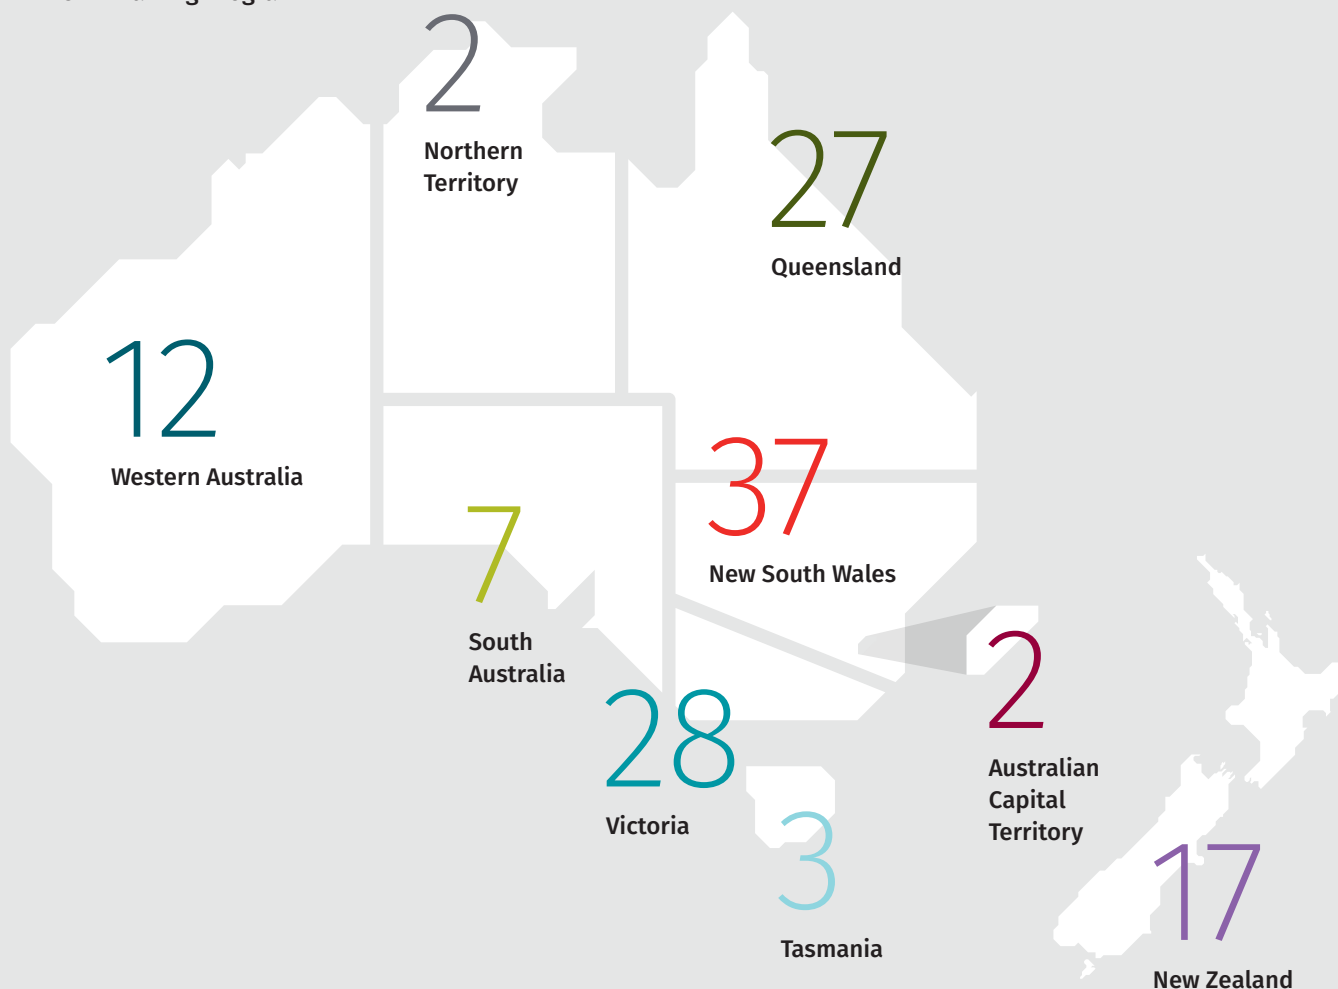 2
Northern
Territory
27
Queensland
12
Western Australia
37
New South Wales
7
South
Australia
2
Australian
Capital
Territory
28
Victoria
3
Tasmania
17
New Zealand